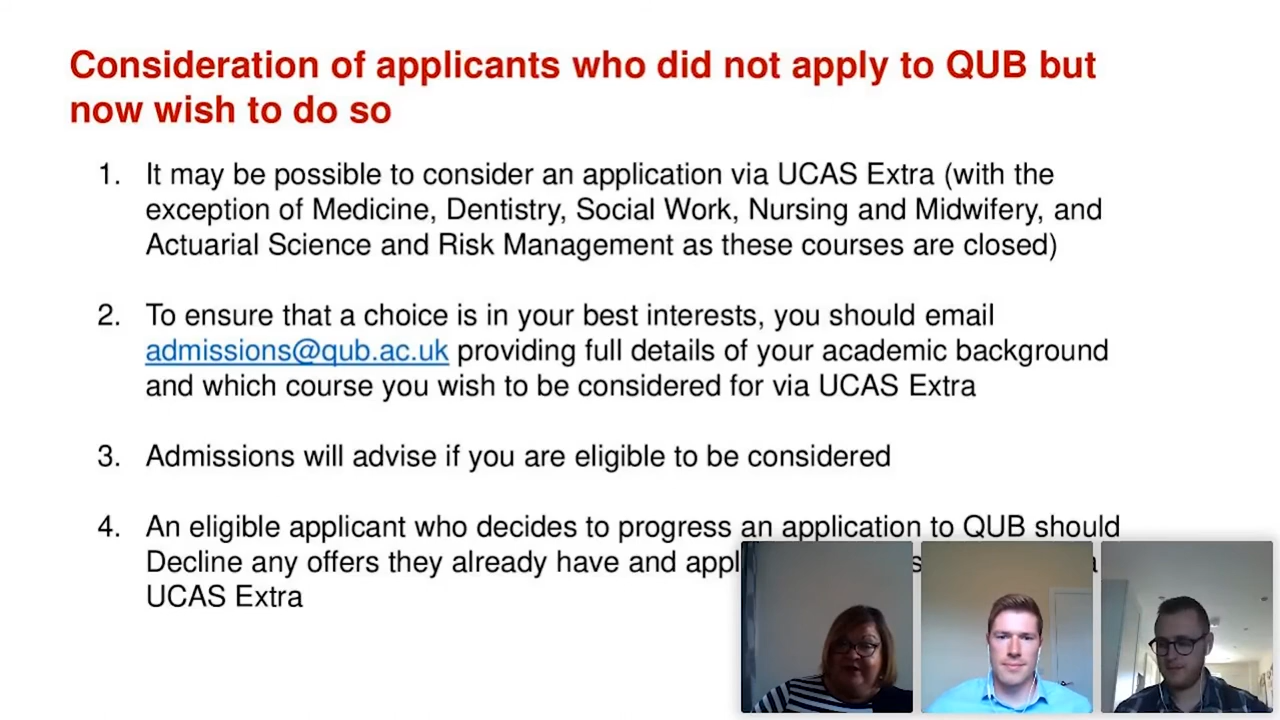 Consideration of applicants who did not apply to QUB but
now wish to do so
1. It may be possible to consider an application via UCAS Extra (with the
exception of Medicine, Dentistry, Social Work, Nursing and Midwifery, and
Actuarial Science and Risk Management as these courses are closed)
2. To ensure that a choice is in your best interests, you should email
admissions@qub.ac.uk providing full details of your academic background
and which course you wish to be considered for via UCAS Extra
3. Admissions will advise if you are eligible to be considered
4. An eligible applicant who decides to progress an application to QUB should
Decline any offers they already have and
UCAS Extra